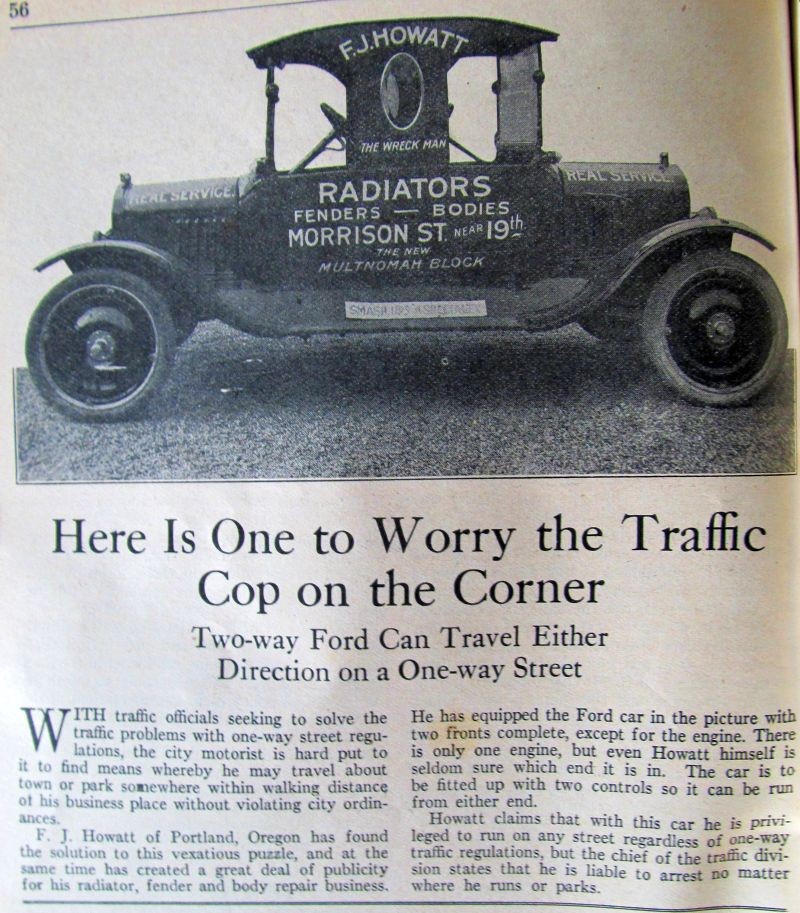 56
F.J.HOWATT
THE WRECK MAN
REAL SERVICE.
REAL SERVICE
RADIATORS
FENDERS — BODIES
MORRISON ST. NEAR 19th
THE NEW
MULTNOMAH BLOCK
SMASH UPS A
Here Is One to Worry the Traffic
Cop on the Corner
Two-way Ford Can Travel Either
Direction on a One-way Street
WITH traffic officials seeking to solve the
traffic problems with one-way street regu-
lations, the city motorist is hard put to
it to find means whereby he may travel about
town or park somewhere within walking distance
of his business place without violating city ordin-
ances.
F. J. Howatt of Portland, Oregon has found
the solution to this vexatious puzzle, and at the
same time has created a great deal of publicity
for his radiator, fender and body repair business.
He has equipped the Ford car in the picture with
two fronts complete, except for the engine. There
is only one engine, but even Howatt himself is
seldom sure which end it is in. The car is to
be fitted up with two controls so it can be run
from either end.
Howatt claims that with this car he is privi-
leged to run on any street regardless of one-way
traffic regulations, but the chief of the traffic divi-
sion states that he is liable to arrest no matter
where he runs or parks.